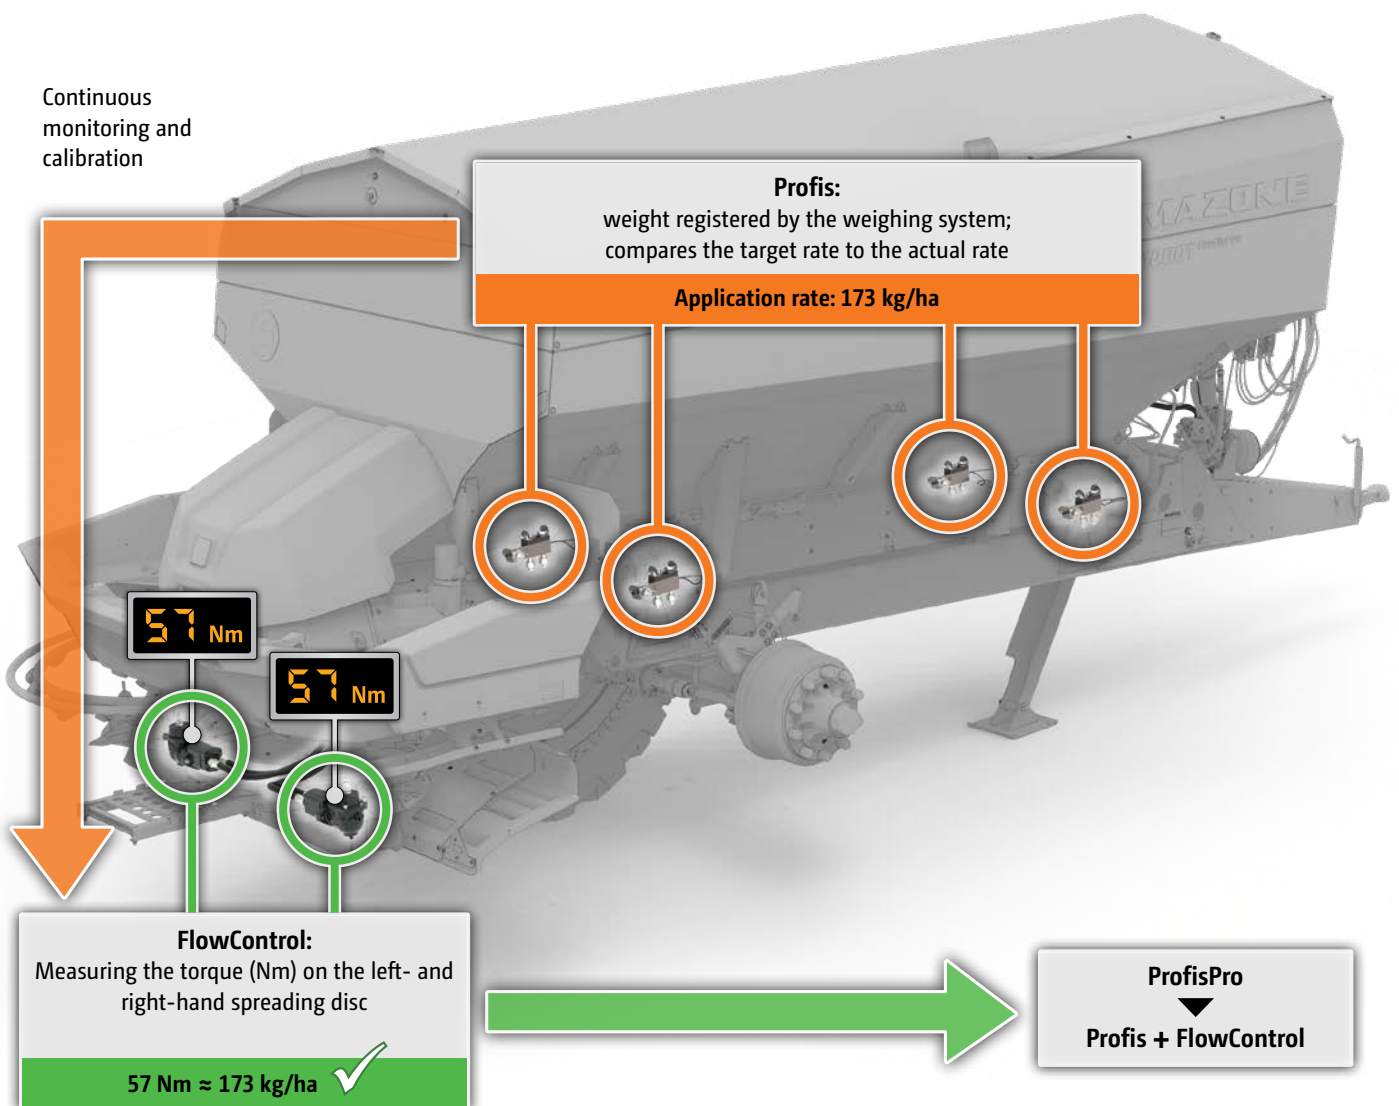 Continuous
monitoring and
calibration
Profis:
weight registered by the weighing system;
compares the target rate to the actual rate
Application rate: 173 kg/ha
MAZONE
57 Nm
57 Nm
FlowControl:
Measuring the torque (Nm) on the left- and
right-hand spreading disc
57 Nm ≈ 173 kg/ha
ProfisPro
Profis + FlowControl